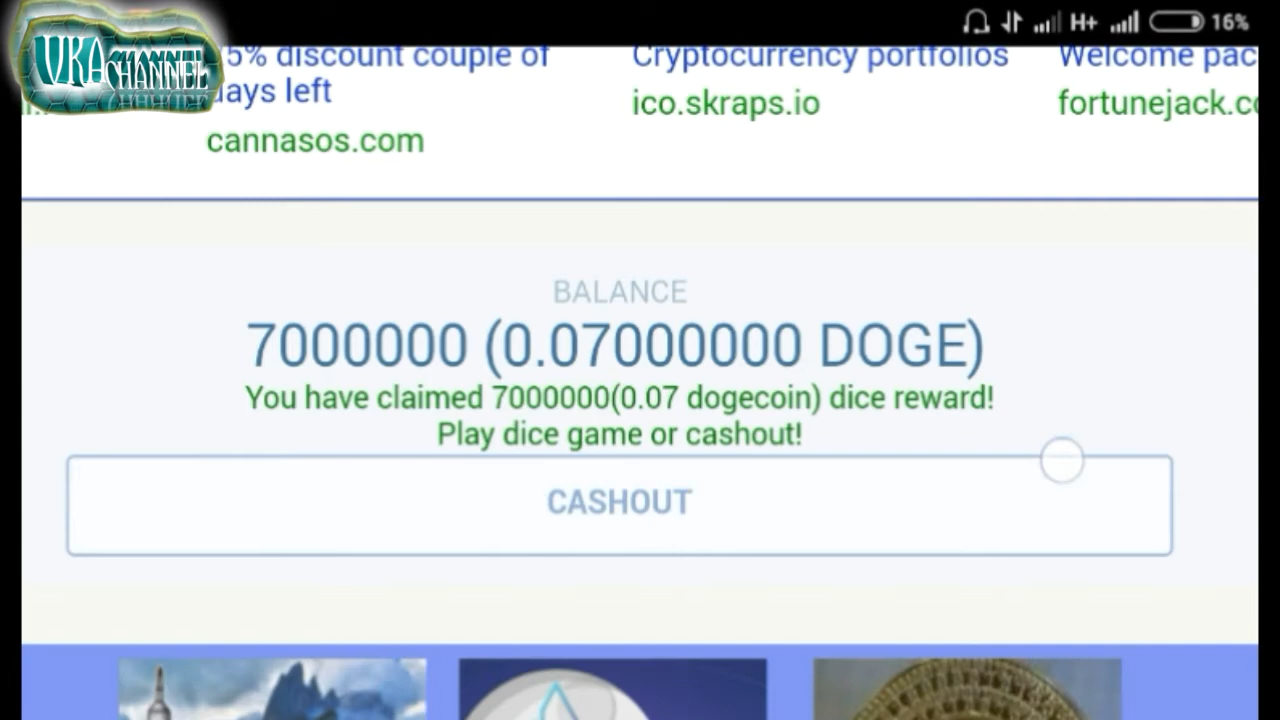 16%
H+
VKA CHANNEL
5% discount couple of
days left
cannasos.com
Cryptocurrency portfolios
ico.skraps.io
Welcome pac
fortunejack.co
BALANCE
7000000 (0.07000000 DOGE)
You have claimed 7000000(0.07 dogecoin) dice reward!
Play dice game or cashout!
CASHOUT